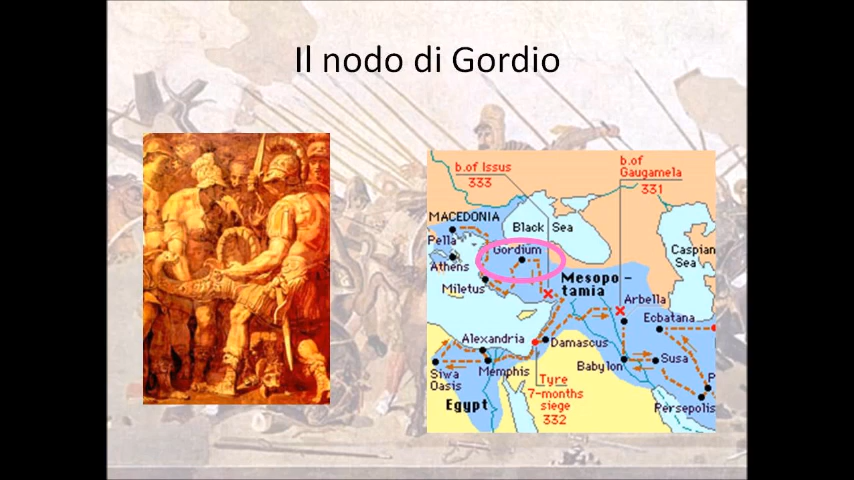 Il nodo di Gordio
b.of Issus
333
b.of
Gaugamela
331
MACEDONIA
Black Sea
Pella
Gordium
Caspian
Sea
Athens
Mesopo -
tamia
Miletus
Arbella
Ecbatana
Alexandria
Damascus
Siwa
Oasis
Memphis
Babylon
Susa
P
Tyre
7-months
siege
332
Egypt
Persepolis